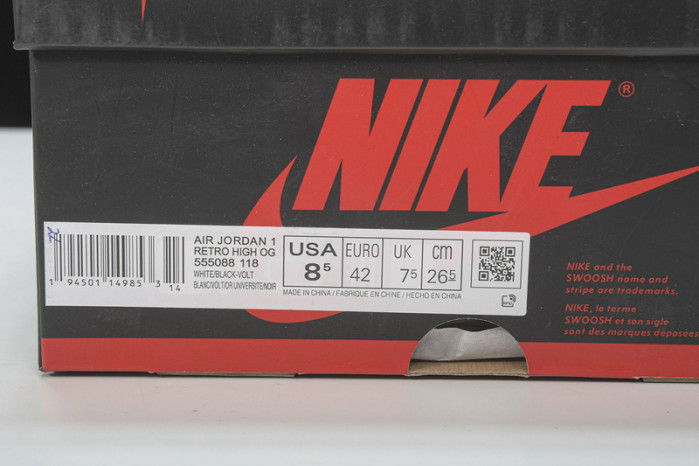 NIKE®
AIR JORDAN 1
RETRO HIGH OG
555088 118
WHITE/BLACK-VOLT
BLANC/VOLT/OR UNIVERSITE/NOIR
1 94501 14985 3 14
USA EURO UK cm
8⁵ 42 7⁵ 26⁵
MADE IN CHINA / FABRIQUE EN CHINE / HECHO EN CHINA
NIKE and the
SWOOSH name and
stripe are trademarks.
NIKE, le terme
SWOOSH et son sigle
sont des marques déposées